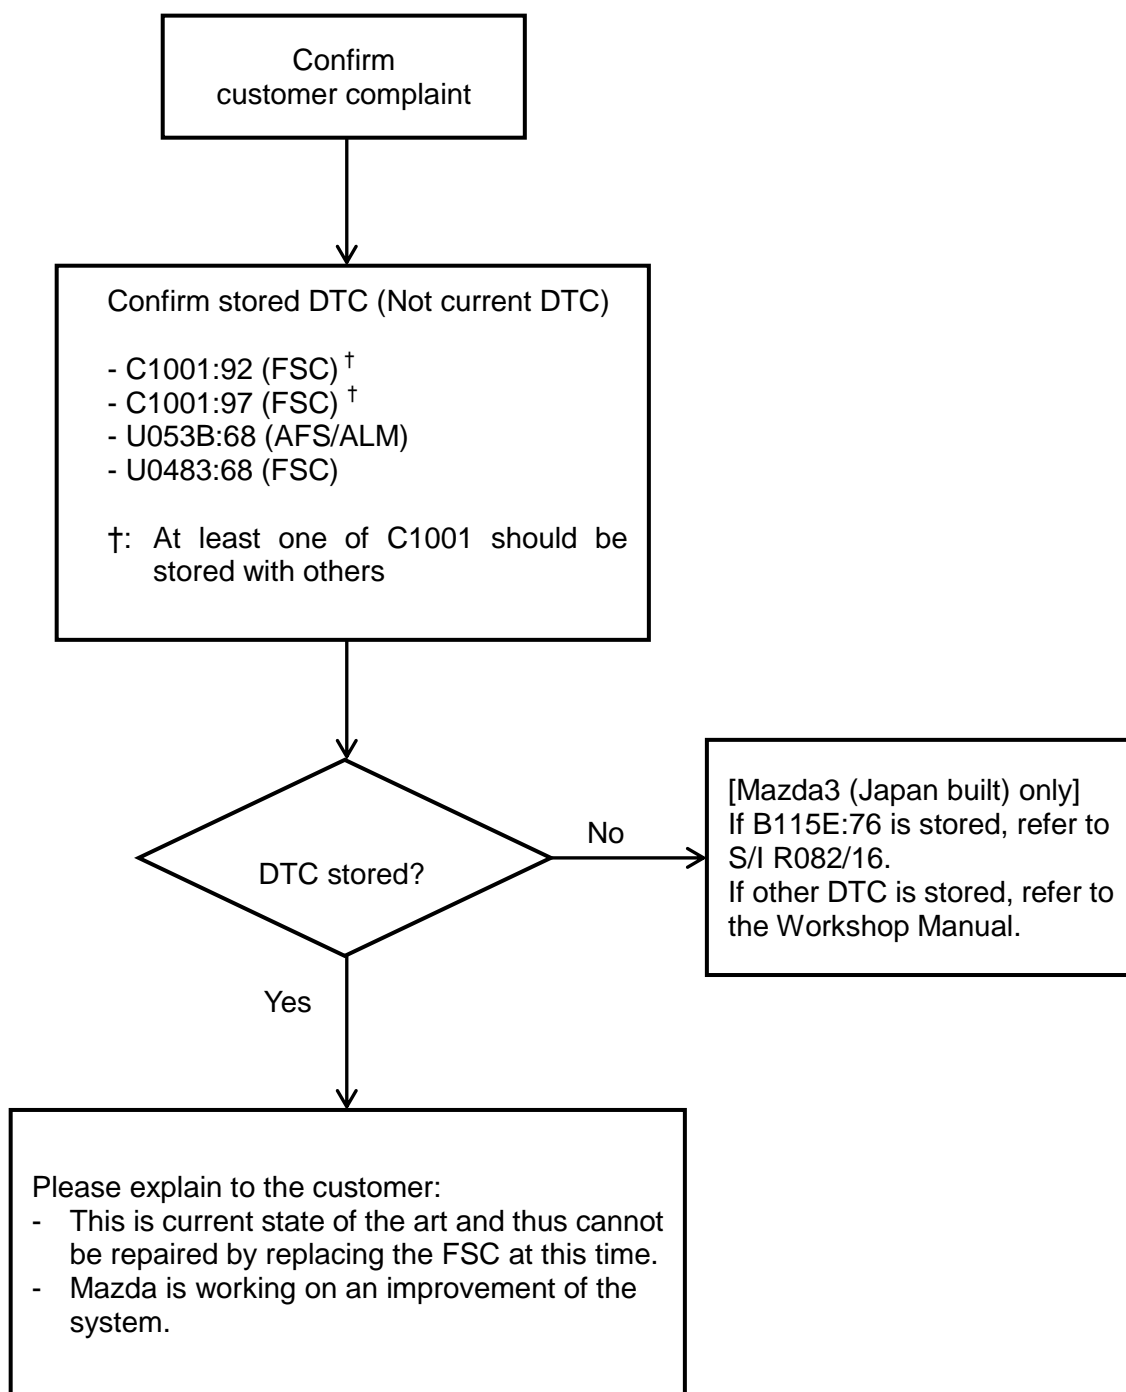 Confirm
customer complaint
Confirm stored DTC (Not current DTC)
- C1001:92 (FSC) †
- C1001:97 (FSC) †
- U053B:68 (AFS/ALM)
- U0483:68 (FSC)
†: At least one of C1001 should be
stored with others
DTC stored?
No
[Mazda3 (Japan built) only]
If B115E:76 is stored, refer to
S/I R082/16.
If other DTC is stored, refer to
the Workshop Manual.
Yes
Please explain to the customer:
- This is current state of the art and thus cannot
be repaired by replacing the FSC at this time.
- Mazda is working on an improvement of the
system.